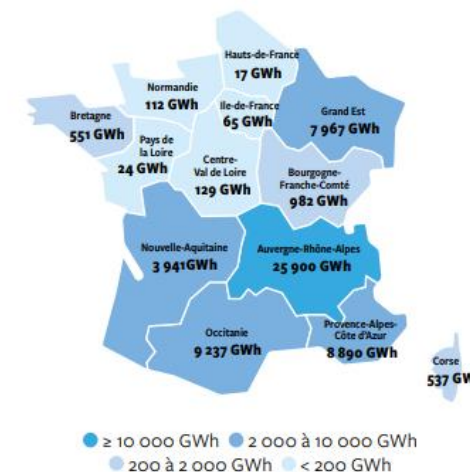 Hauts-de-France
17 GWh
Normandie
112 GWh
Ile-de-France
65 GWh
Grand Est
7 967 GWh
Bretagne
551 GWh
Pays de
la Loire
24 GWh
Centre-
Val de Loire
129 GWh
Bourgogne-
Franche-Comté
982 GWh
Nouvelle-Aquitaine
3 941GWh
Auvergne-Rhône-Alpes
25 900 GWh
Occitanie
9 237 GWh
Provence-Alpes-
Côte d'Azur
8 890 GWh
Corse
537 GW
≥ 10 000 GWh 2 000 à 10 000 GWh
200 à 2 000 GWh < 200 GWh